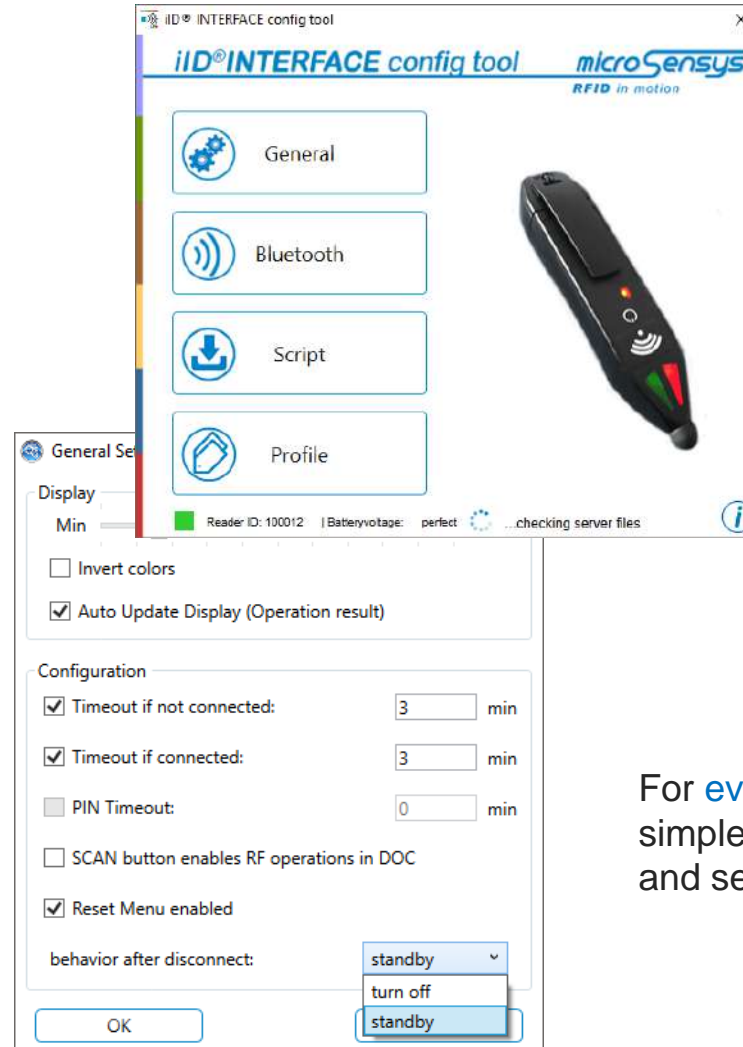 iID® INTERFACE config tool
iID®INTERFACE config tool
microSensys
RFID in motion
General
Bluetooth
Script
Profile
Reader ID: 100012 | Batteryvoltage: perfect ...checking server files
i
General Se
Display
Min
Invert colors
Auto Update Display (Operation result)
Configuration
Timeout if not connected: 3 min
Timeout if connected: 3 min
PIN Timeout: 0 min
SCAN button enables RF operations in DOC
Reset Menu enabled
behavior after disconnect: standby
turn off
standby
OK
For ev
simple
and se